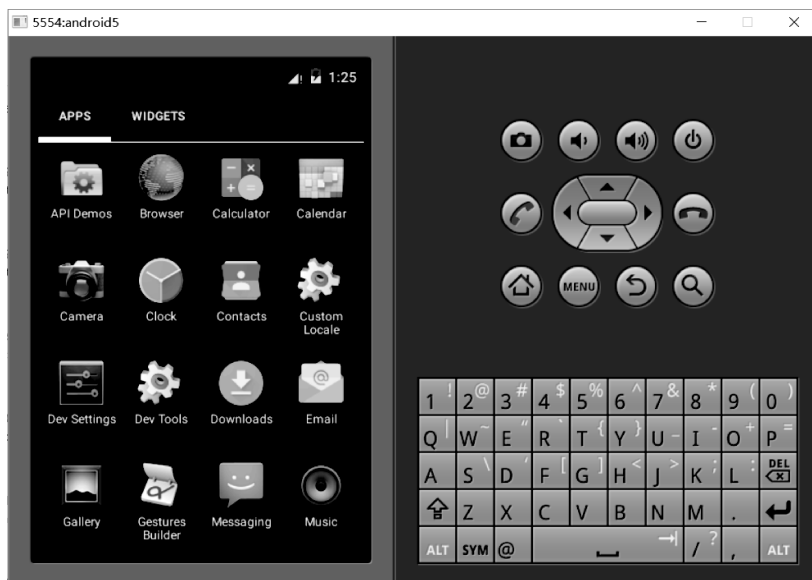 5554:android5
1:25
APPS WIDGETS
API Demos Browser Calculator Calendar
Camera Clock Contacts Custom
Locale
Dev Settings Dev Tools Downloads Email
Gallery Gestures Messaging Music
Builder
MENU
1 ! 2 @ 3 # 4 $ 5 % 6 ^ 7 & 8 * 9 ( 0 )
Q | W ~ E " R ` T { Y } U _ I - O + P =
A S \ D ' F [ G ] H < J > K ; L : DEL
Z X C V B N M .
ALT SYM @ / ? , ALT